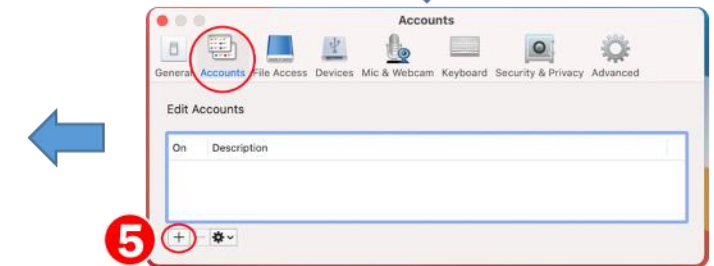 Accounts
General Accounts File Access Devices Mic & Webcam Keyboard Security & Privacy Advanced
Edit Accounts
On Description
5